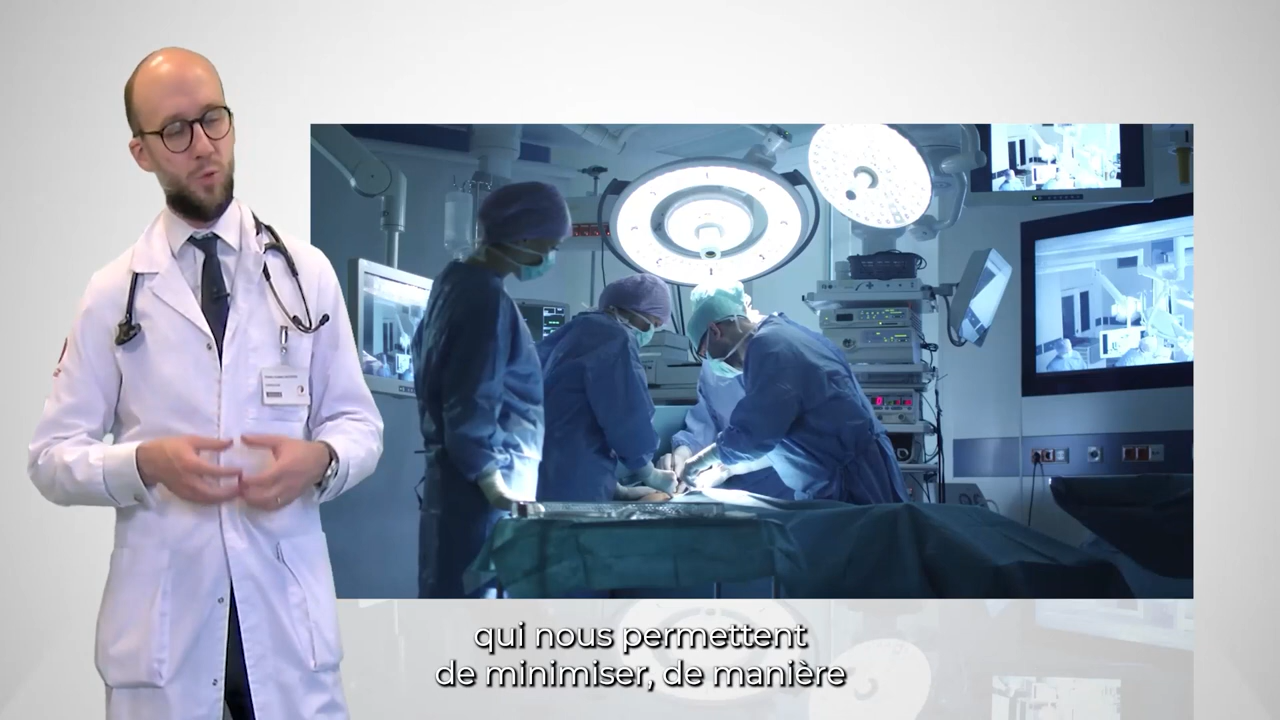 qui nous permettent
de minimiser, de manière